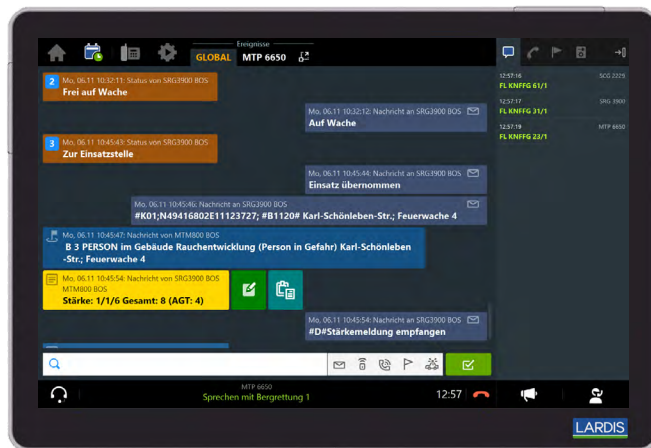 Ereignisse
GLOBAL MTP 6650
2 Mo, 06.11 10:32:11: Status von SRG3900 BOS
Frei auf Wache
Mo, 06.11 10:32:12: Nachricht an SRG3900 BOS
Auf Wache
3 Mo, 06.11 10:45:43: Status von SRG3900 BOS
Zur Einsatzstelle
Mo, 06.11 10:45:44: Nachricht an SRG3900 BOS
Einsatz übernommen
Mo, 06.11 10:45:46: Nachricht an SRG3900 BOS
#K01;N49416802E11123727; #B1120# Karl-Schönleben-Str.; Feuerwache 4
Mo, 06.11 10:45:47: Nachricht von MTM800 BOS
B 3 PERSON im Gebäude Rauchentwicklung (Person in Gefahr) Karl-Schönleben
-Str.; Feuerwache 4
Mo, 06.11 10:45:54: Nachricht von SRG3900 BOS
MTM800 BOS
Stärke: 1/1/6 Gesamt: 8 (AGT: 4)
Mo, 06.11 10:45:54: Nachricht an SRG3900 BOS
#D#Stärkemeldung empfangen
12:57:16 SCG 2229
FL KNFFG 61/1
12:57:17 SRG 3900
FL KNFFG 31/1
12:57:19 MTP 6650
FL KNFFG 23/1
MTP 6650
Sprechen mit Bergrettung 1
12:57
LARDIS